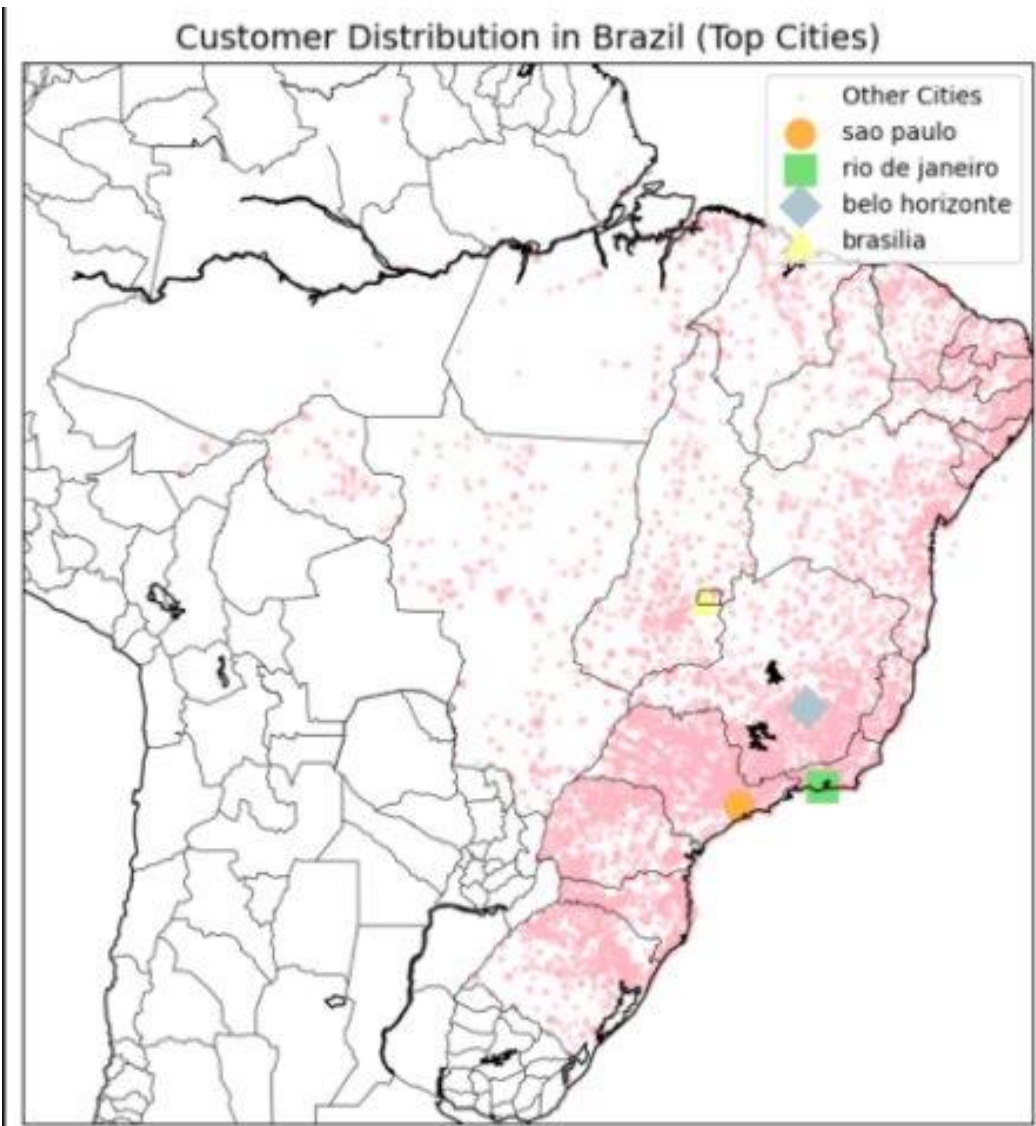 Customer Distribution in Brazil (Top Cities)
Other Cities
sao paulo
rio de janeiro
belo horizonte
brasilia